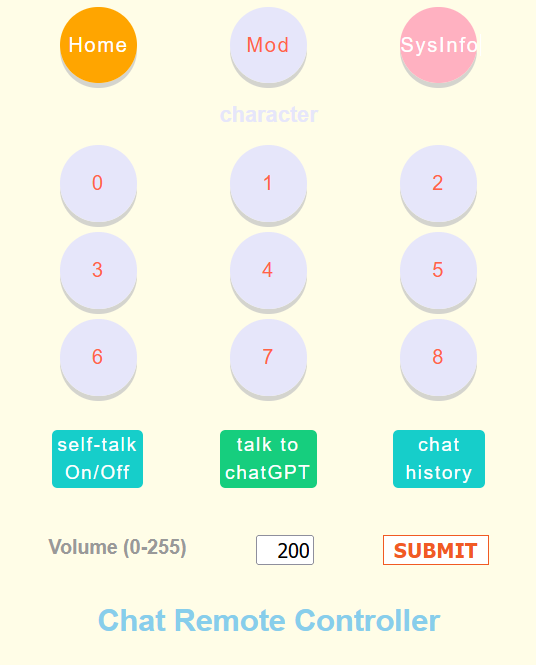 Home Mod SysInfo
character
0 1 2
3 4 5
6 7 8
self-talk talk to chat
On/Off chatGPT history
Volume (0-255) 200 SUBMIT
Chat Remote Controller